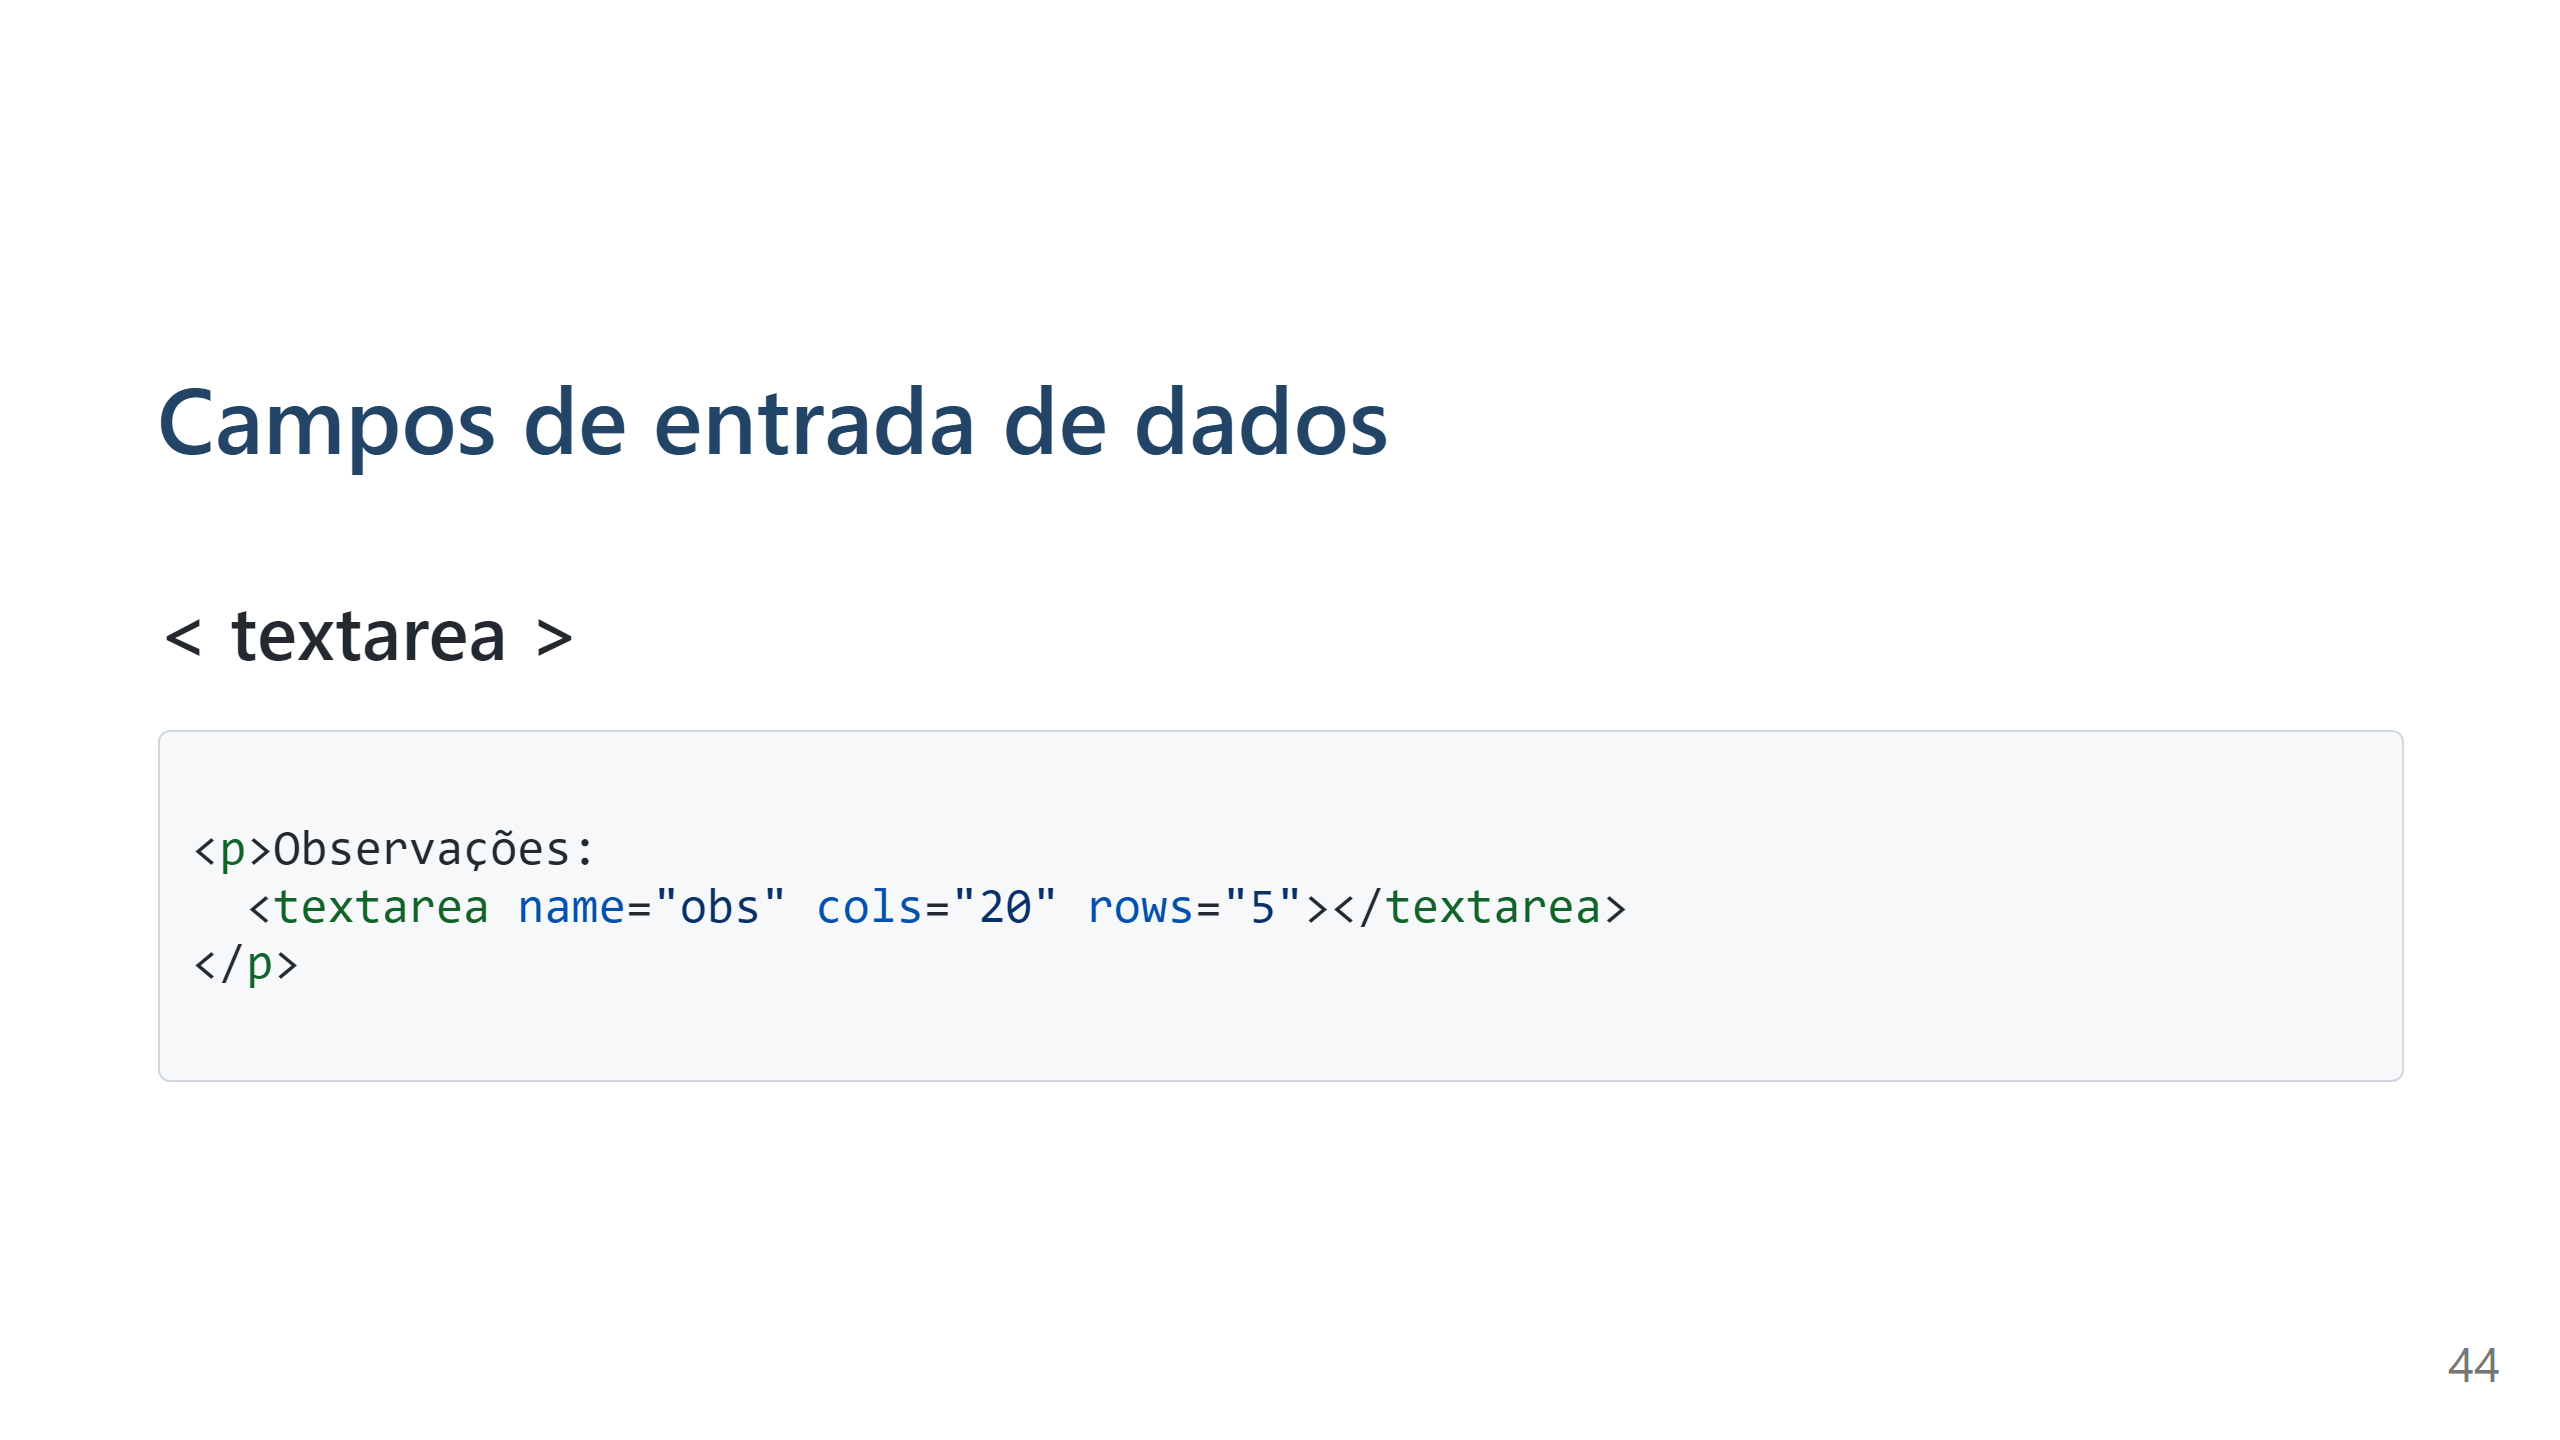 Campos de entrada de dados
< textarea >
<p>Observações:
  <textarea name="obs" cols="20" rows="5"></textarea>
</p>
44